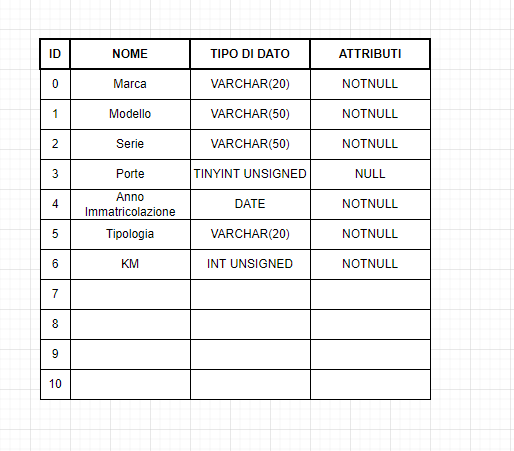 ID NOME TIPO DI DATO ATTRIBUTI
0 Marca VARCHAR(20) NOTNULL
1 Modello VARCHAR(50) NOTNULL
2 Serie VARCHAR(50) NOTNULL
3 Porte TINYINT UNSIGNED NULL
4 Anno Immatricolazione DATE NOTNULL
5 Tipologia VARCHAR(20) NOTNULL
6 KM INT UNSIGNED NOTNULL
7
8
9
10